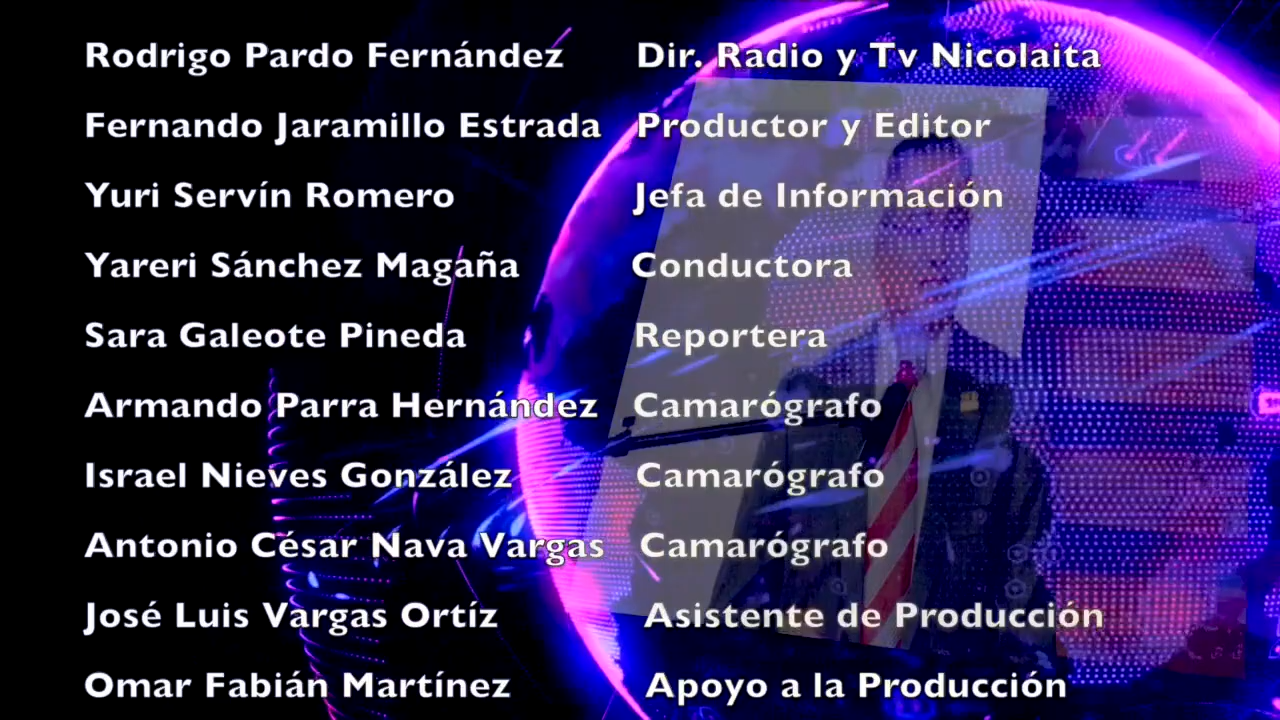 Rodrigo Pardo Fernández Dir. Radio y Tv Nicolaita
Fernando Jaramillo Estrada Productor y Editor
Yuri Servín Romero Jefa de Información
Yareri Sánchez Magaña Conductora
Sara Galeote Pineda Reportera
Armando Parra Hernández Camarógrafo
Israel Nieves González Camarógrafo
Antonio César Nava Vargas Camarógrafo
José Luis Vargas Ortíz Asistente de Producción
Omar Fabián Martínez Apoyo a la Producción